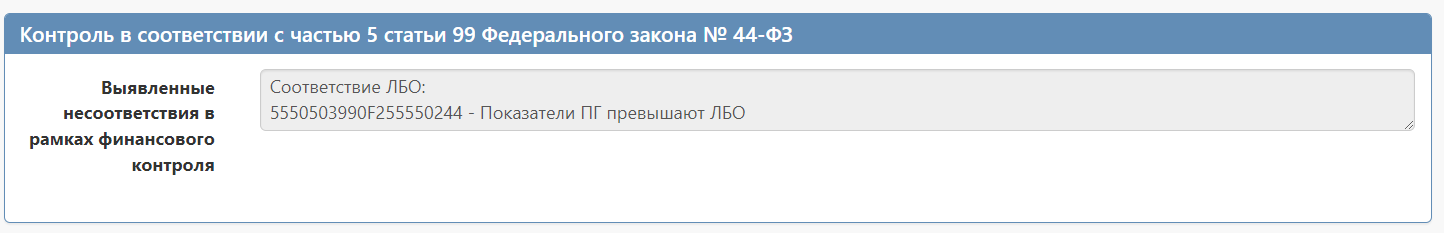 Контроль в соответствии с частью 5 статьи 99 Федерального закона № 44-ФЗ
Выявленные
несоответствия в
рамках финансового
контроля
Соответствие ЛБО:
5550503990F255550244 - Показатели ПГ превышают ЛБО